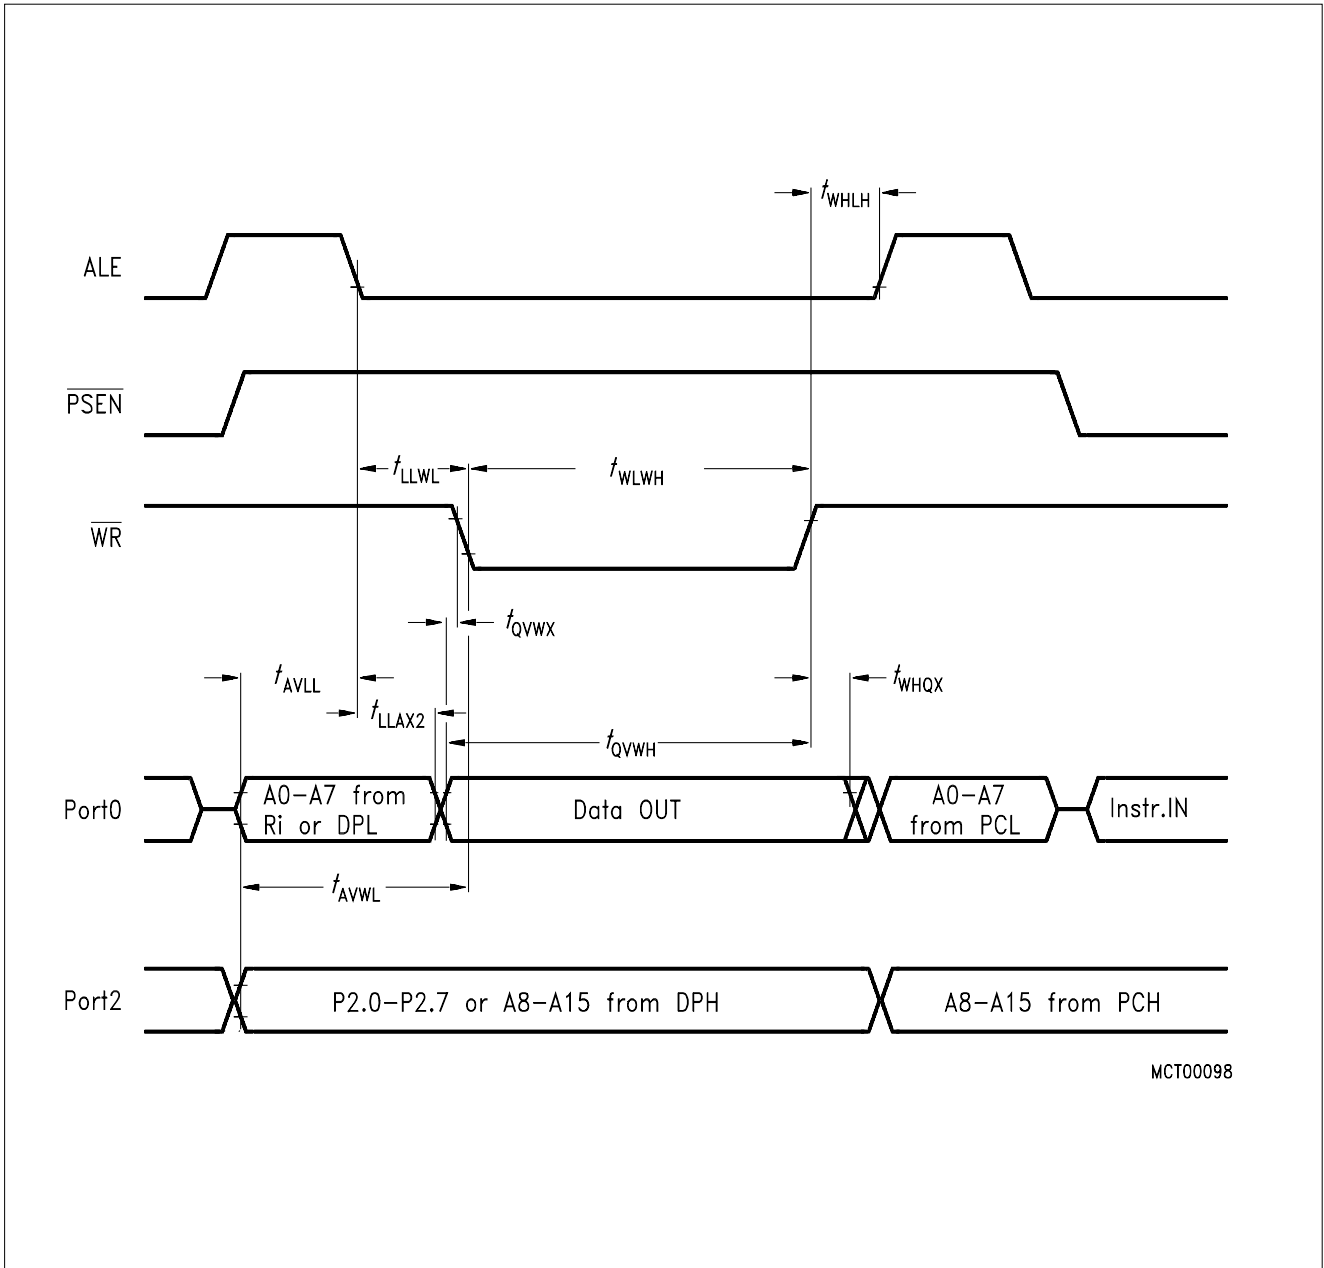 tWHLH
ALE
PSEN
tLLWL
tWLWH
WR
tQVWX
tAVLL
tWHQX
tLLAX2
tQVWH
Port0
A0-A7 from
Ri or DPL
Data OUT
A0-A7
from PCL
Instr.IN
tAVWL
Port2
P2.0-P2.7 or A8-A15 from DPH
A8-A15 from PCH
MCT00098